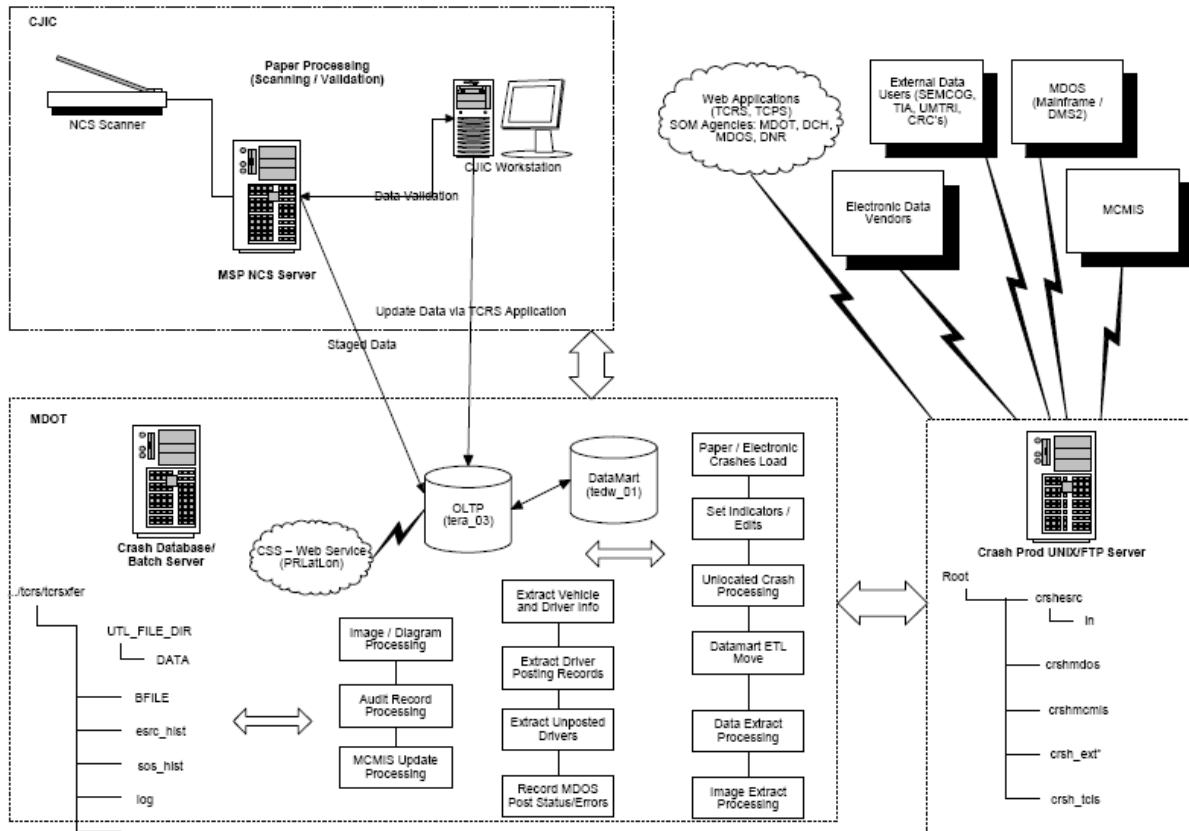 CJIC
Paper Processing
(Scanning / Validation)
NCS Scanner
CJIC Workstation
Data Validation
MSP NCS Server
Update Data via TCRS Application
Staged Data
Web Applications
(TCRS, TCPS)
SOM Agencies: MDOT, DCH,
MDOS, DNR
External Data
Users (SEMCOG,
TIA, UMTRI,
CRC's)
MDOS
(Mainframe /
DMS2)
Electronic Data
Vendors
MCMIS
MDOT
Crash Database/
Batch Server
../tcrs/tcrsxfer
UTL_FILE_DIR
DATA
BFILE
esrc_hist
sos_hist
log
OLTP
(tera_03)
DataMart
(tedw_01)
CSS – Web Service
(PRLatLon)
Image / Diagram
Processing
Audit Record
Processing
MCMIS Update
Processing
Extract Vehicle
and Driver Info
Extract Driver
Posting Records
Extract Unposted
Drivers
Record MDOS
Post Status/Errors
Paper / Electronic
Crashes Load
Set Indicators /
Edits
Unlocated Crash
Processing
Datamart ETL
Move
Data Extract
Processing
Image Extract
Processing
Crash Prod UNIX/FTP Server
Root
crshesrc
in
crshmdos
crshmcmis
crsh_ext*
crsh_tcls